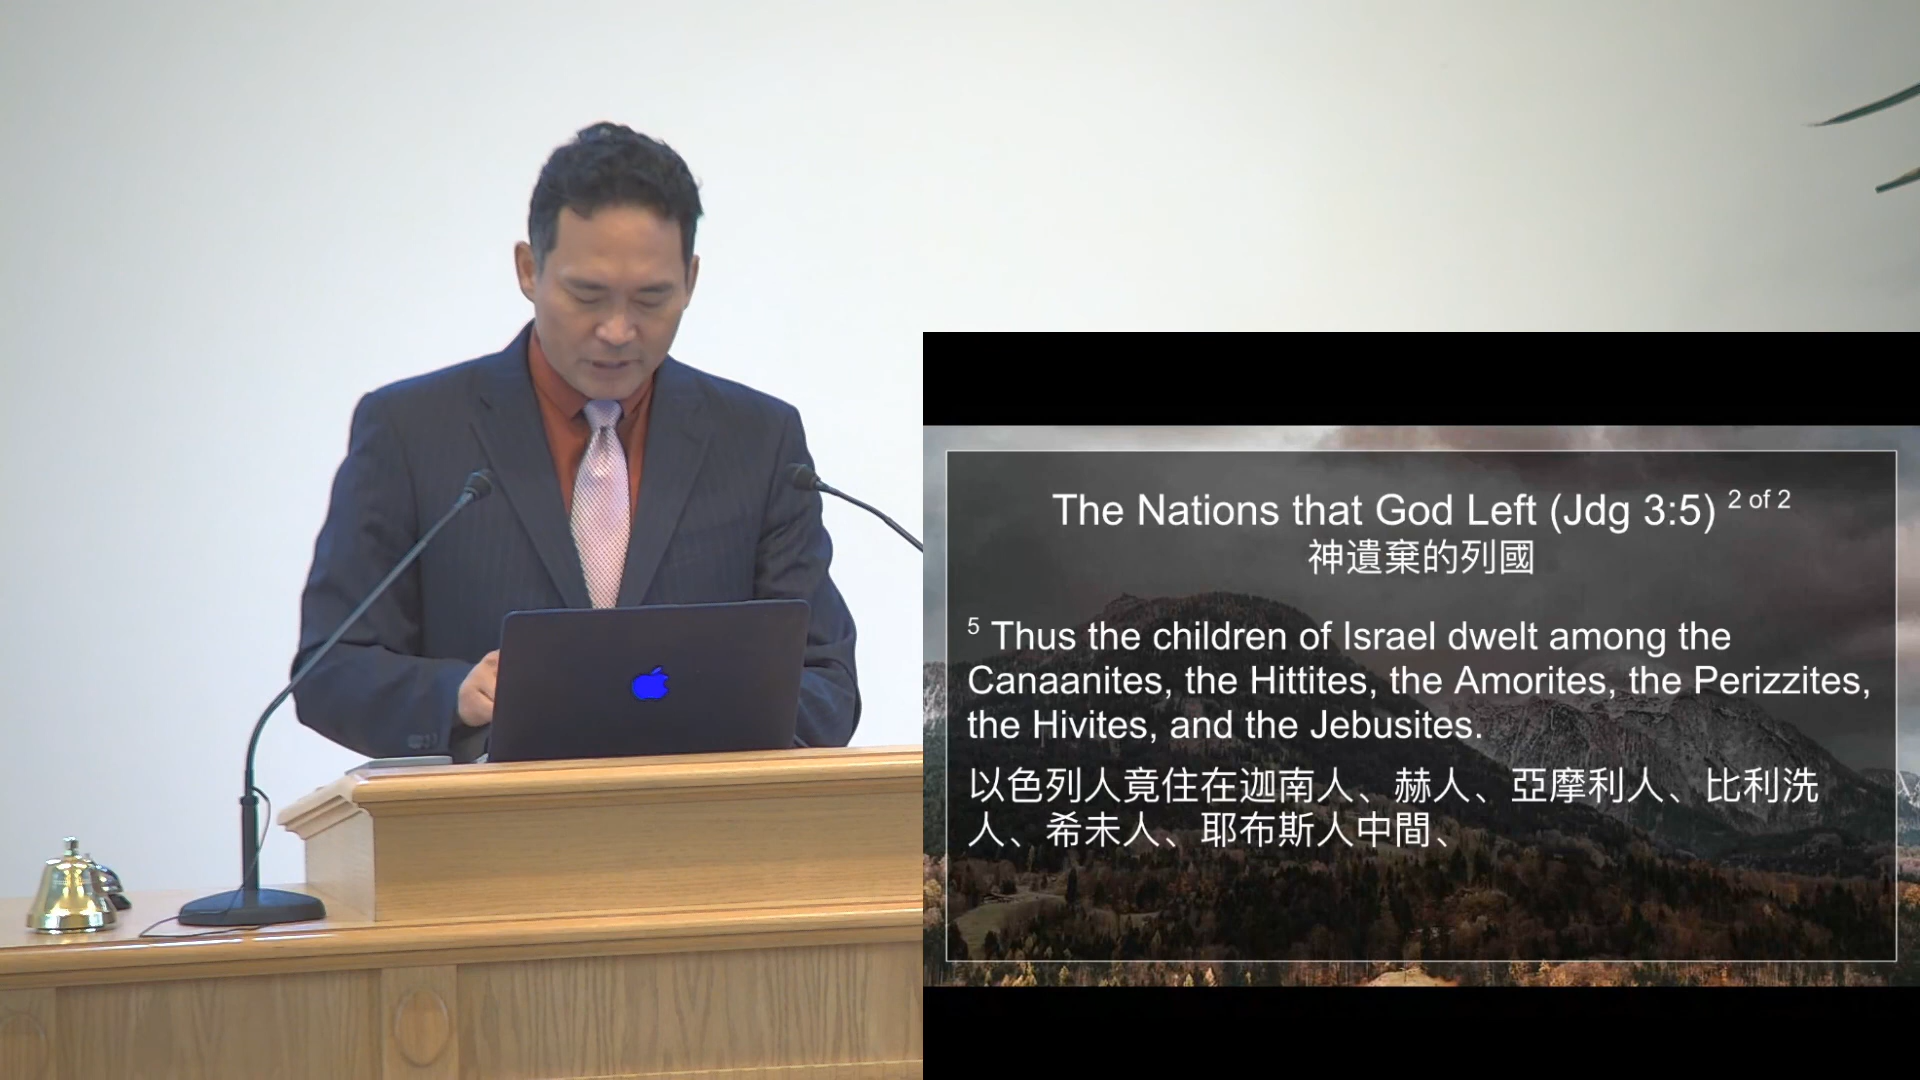 The Nations that God Left (Jdg 3:5) 2 of 2
神遺棄的列國
5 Thus the children of Israel dwelt among the
Canaanites, the Hittites, the Amorites, the Perizzites,
the Hivites, and the Jebusites.
以色列人竟住在迦南人、赫人、亞摩利人、比利洗
人、希未人、耶布斯人中間、